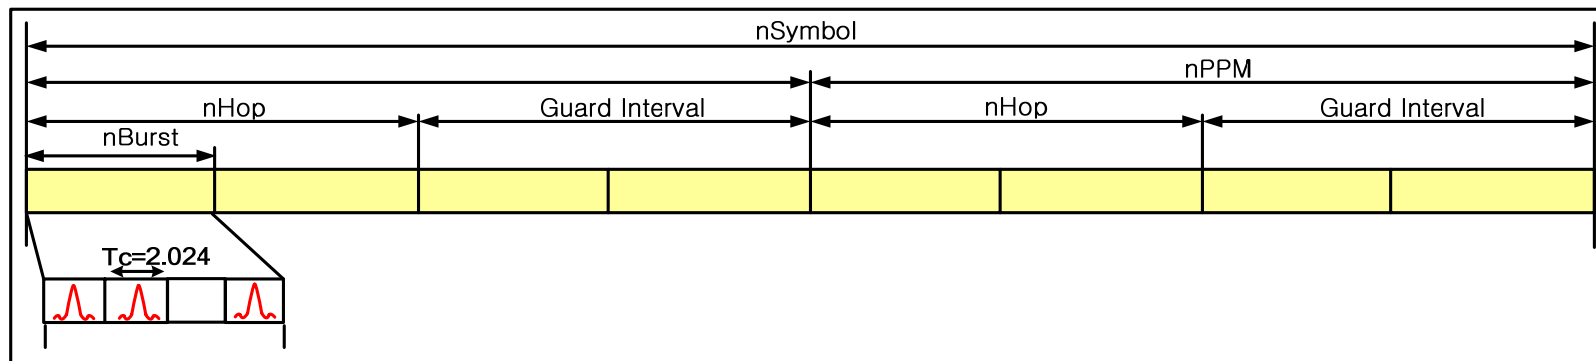 nSymbol
nPPM
nHop
Guard Interval
nHop
Guard Interval
nBurst
Tc=2.024